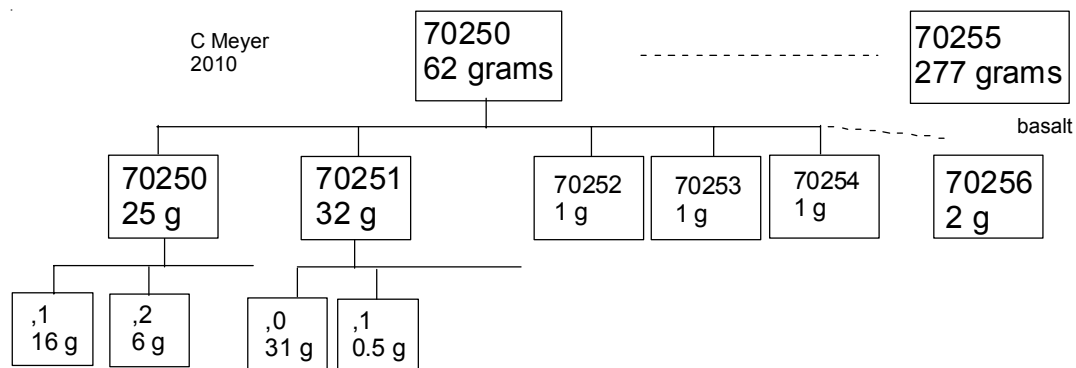 C Meyer
2010
70250
62 grams
70255
277 grams
basalt
70250
25 g
70251
32 g
70252
1 g
70253
1 g
70254
1 g
70256
2 g
,1
16 g
,2
6 g
,0
31 g
,1
0.5 g